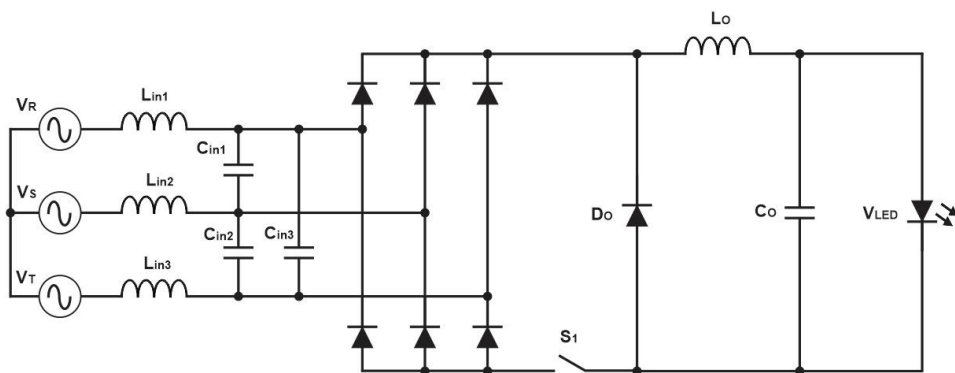 Lo
VR
Lin1
Cin1
VS
Lin2
Cin2
Cin3
Do
Co
VLED
VT
Lin3
S1